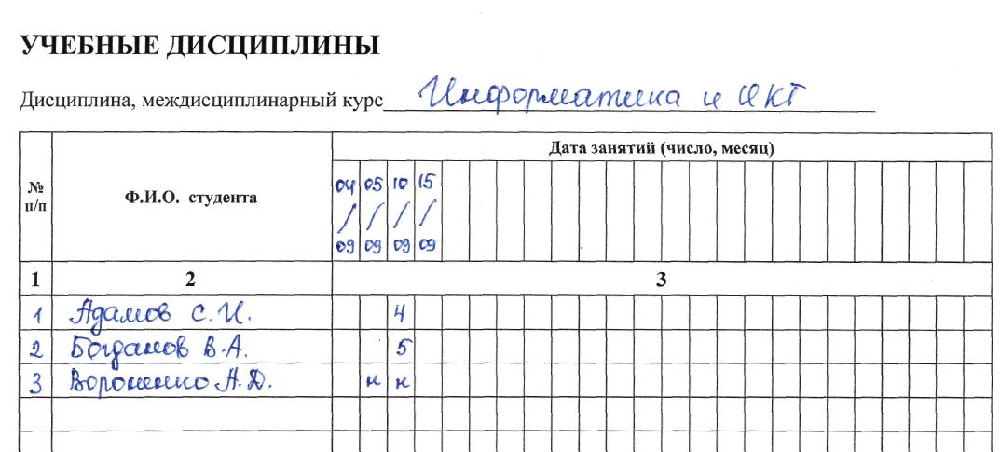 УЧЕБНЫЕ ДИСЦИПЛИНЫ
Дисциплина, междисциплинарный курс Информатика и ИКТ
№ п/п Ф.И.О. студента Дата занятий (число, месяц)
04/09 05/09 10/09 15/09
1 2 3
1 Адамов С.И. 4
2 Богданов В.А. 5
3 Вороненко А.Д. н н